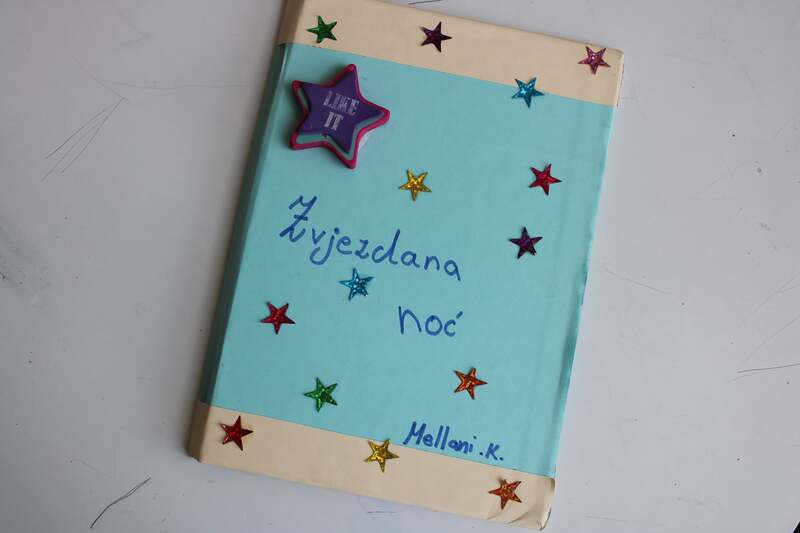 LIKE
IT
Zvjezdana
noć
Mellani.K.